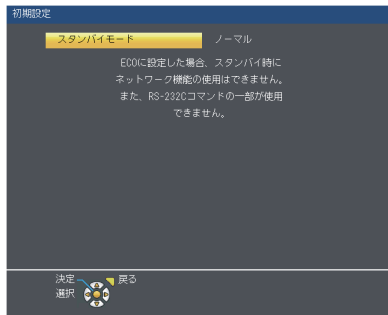 初期設定
スタンバイモード ノーマル
ECOに設定した場合、スタンバイ時に
ネットワーク機能の使用はできません。
また、RS-232Cコマンドの一部が使用
できません。
決定 戻る
選択